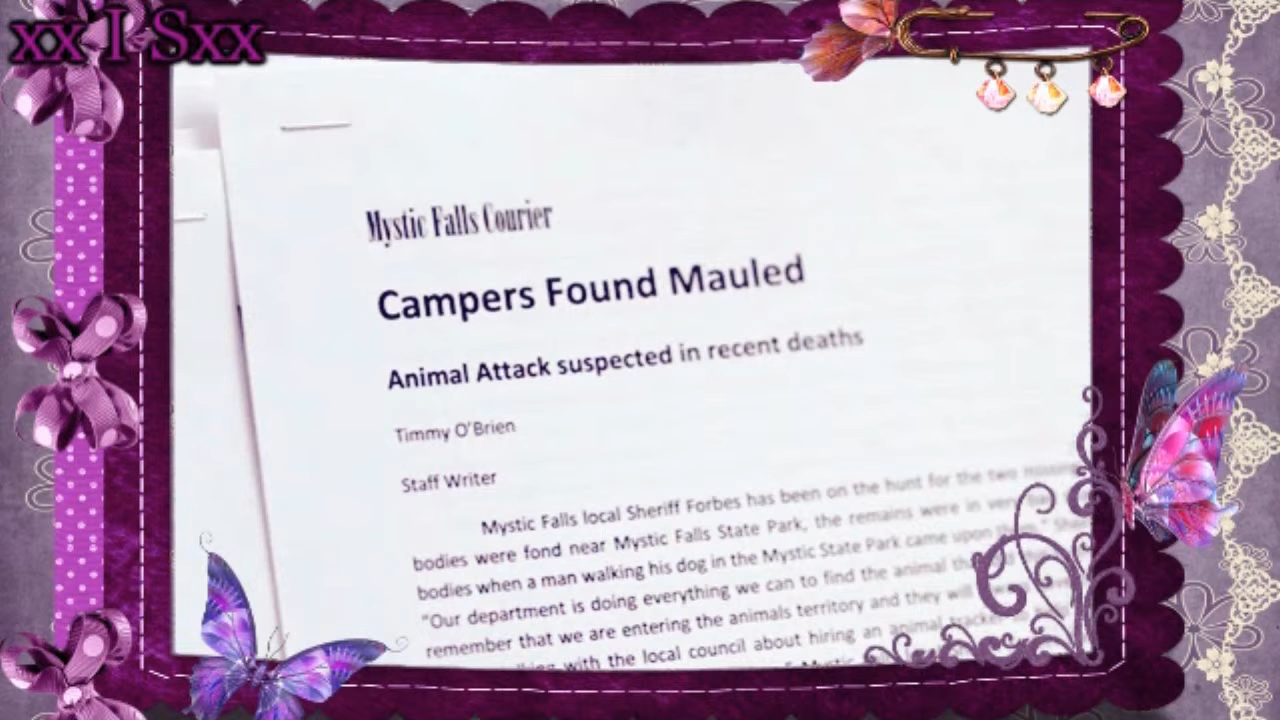 xx I Sxx
Mystic Falls Courier
Campers Found Mauled
Animal Attack suspected in recent deaths
Timmy O'Brien
Staff Writer
Mystic Falls local Sheriff Forbes has been on the hunt for the two missing
bodies were fond near Mystic Falls State Park, the remains were in
bodies when a man walking his dog in the Mystic State Park came upon
"Our department is doing everything we can to find the animal
remember that we are entering the animals territory and they will
with the local council about hiring an animal
Mystic